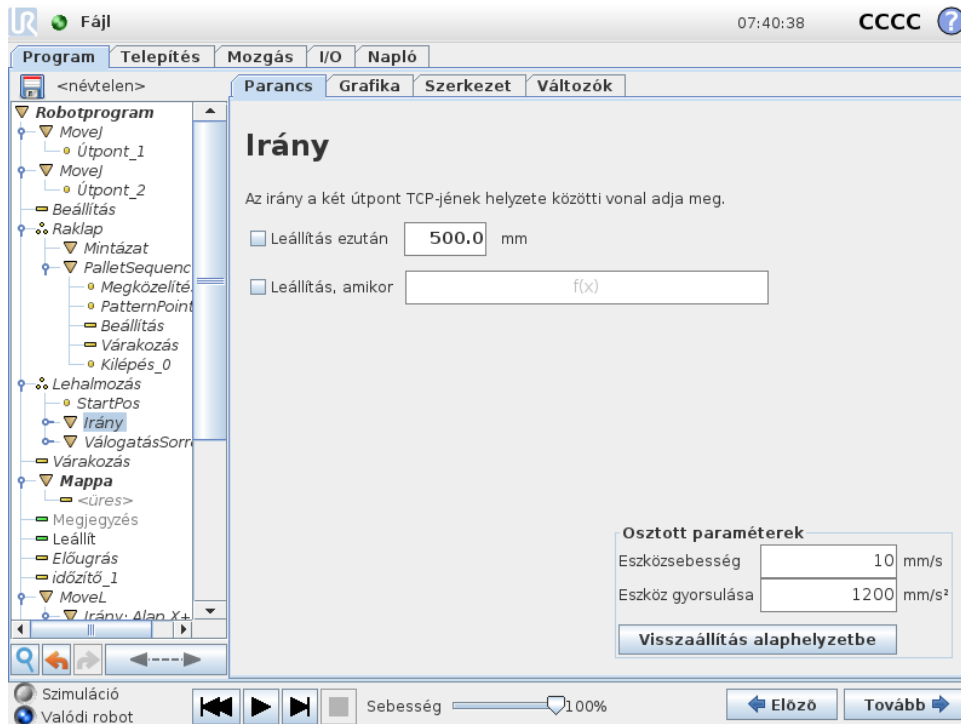 UR Fájl 07:40:38 CCCC ?
Program Telepítés Mozgás I/O Napló
<névtelen>
Parancs Grafika Szerkezet Változók
Robotprogram
MoveJ
Útpont_1
MoveJ
Útpont_2
Beállítás
Raklap
Mintázat
PalletSequenc
Megközelítés
PatternPoint
Beállítás
Várakozás
Kilépés_0
Lehalmozás
StartPos
Irány
VálogatásSorr
Várakozás
Mappa
<üres>
Megjegyzés
Leállít
Előugrás
időzítő_1
MoveL
Irány: Alap X+
Irány
Az irány a két útpont TCP-jének helyzete közötti vonal adja meg.
Leállítás ezután 500.0 mm
Leállítás, amikor f(x)
Osztott paraméterek
Eszközsebesség 10 mm/s
Eszköz gyorsulása 1200 mm/s²
Visszaállítás alaphelyzetbe
Szimuláció
Valódi robot
Sebesség 100%
Előző Tovább